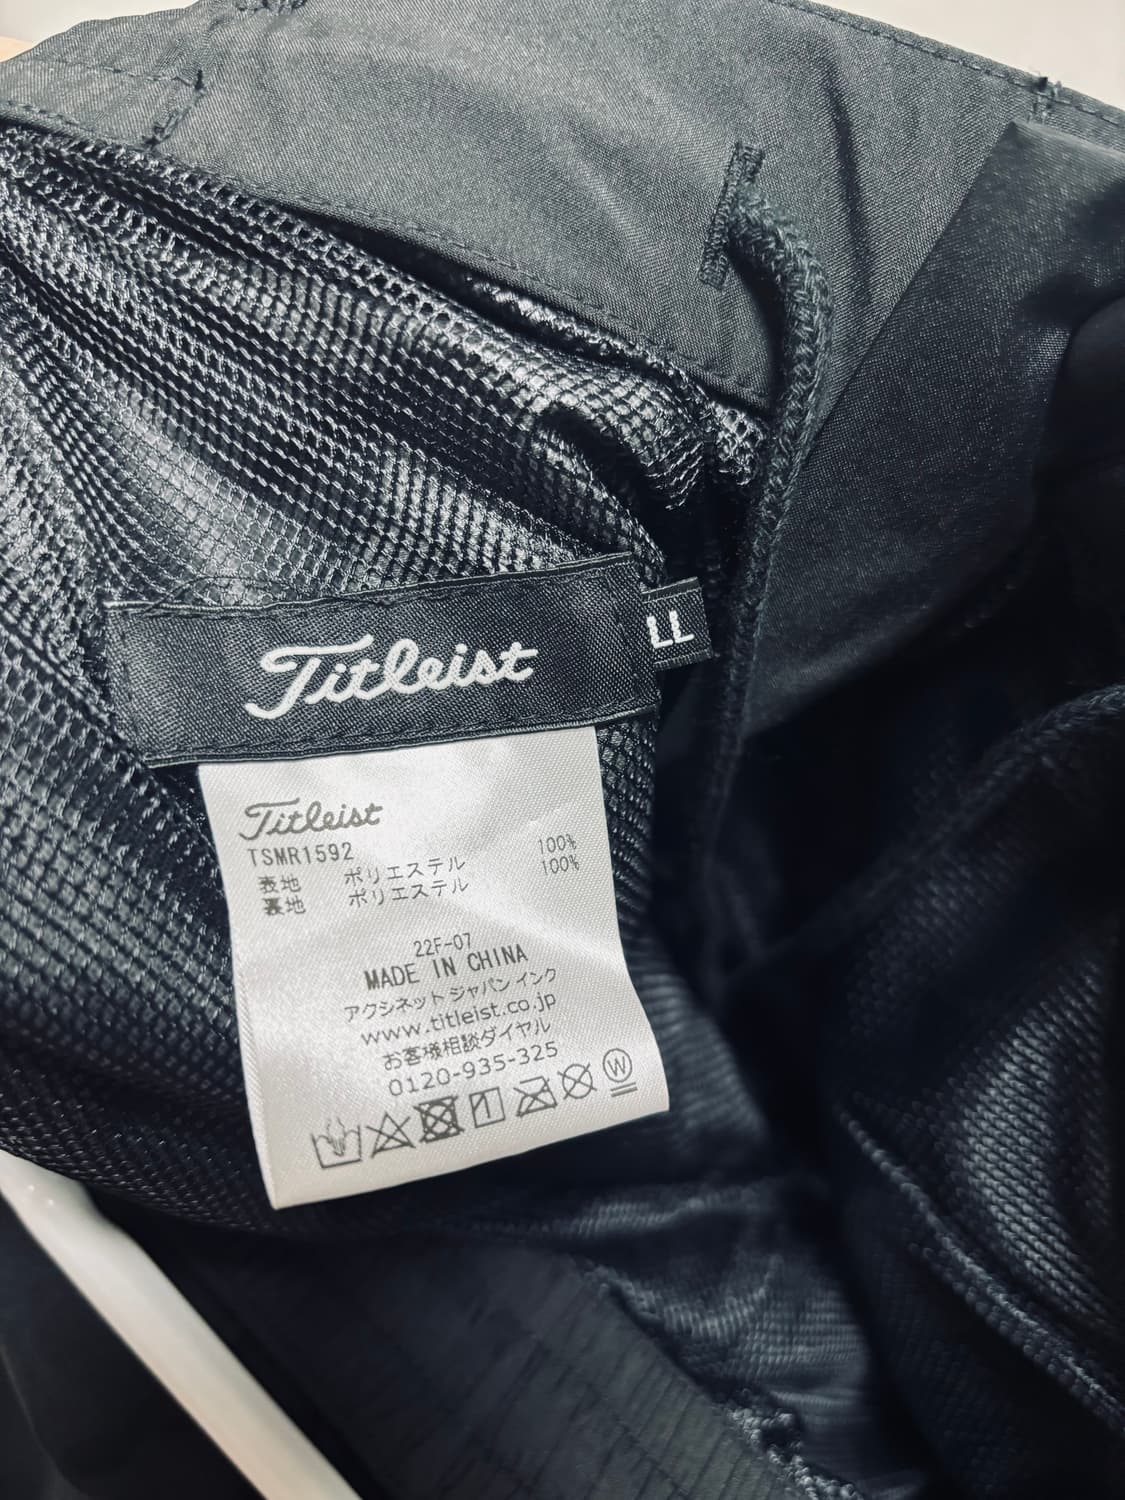 Titleist
LL
Titleist
TSMR1592
表地 ポリエステル 100%
裏地 ポリエステル 100%
22F-07
MADE IN CHINA
アクシネット ジャパン インク
www.titleist.co.jp
お客様相談ダイヤル
0120-935-325
1 W